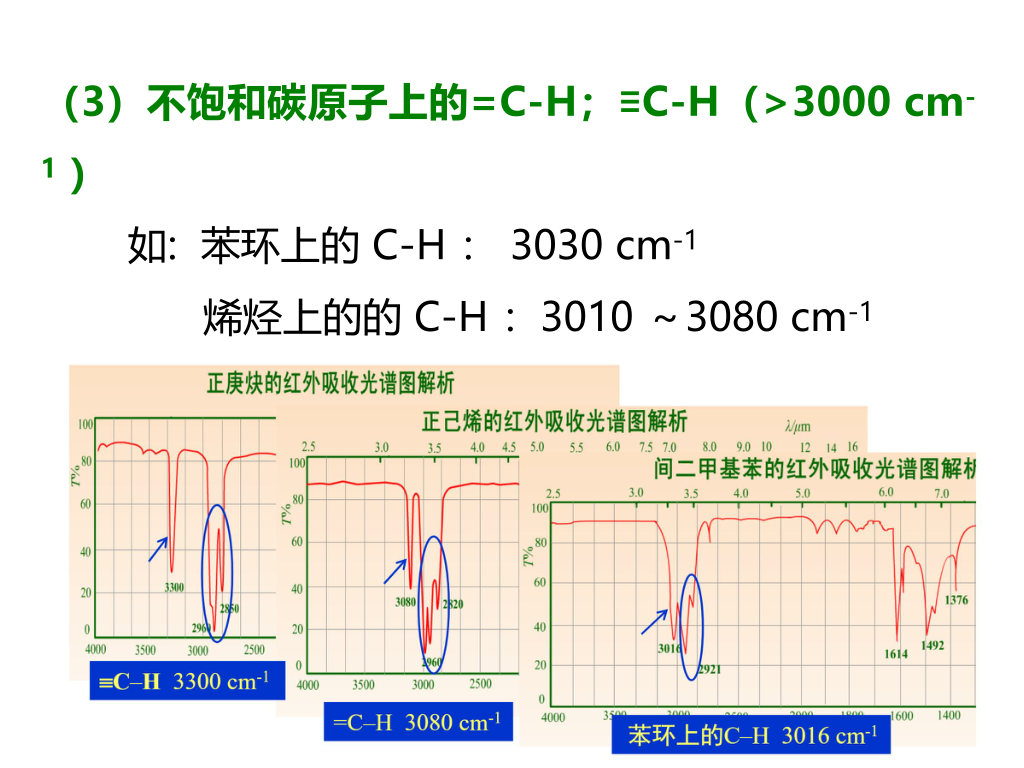 （3）不饱和碳原子上的=C-H；≡C-H（>3000 cm-
1 ）
如: 苯环上的 C-H ： 3030 cm-1
烯烃上的的 C-H ：3010 ～3080 cm-1
正庚炔的红外吸收光谱图解析
T%
100
80
60
40
20
0
3300
2960
2850
4000 3500 3000 2500
≡C–H 3300 cm-1
正己烯的红外吸收光谱图解析
λ/μm
2.5 3.0 3.5 4.0 4.5 5.0 5.5 6.0 7.5 7.0 8.0 9.0 10 12 14 16
T%
100
80
60
40
20
0
3080
2820
2960
4000 3500 3000 2500
=C–H 3080 cm-1
间二甲基苯的红外吸收光谱图解析
2.5 3.0 3.5 4.0 5.0 6.0 7.0
T%
100
80
60
40
20
0
3016
2921
1614
1492
1376
4000 3500 3000 2500 2000 1800 1600 1400
苯环上的C–H 3016 cm-1